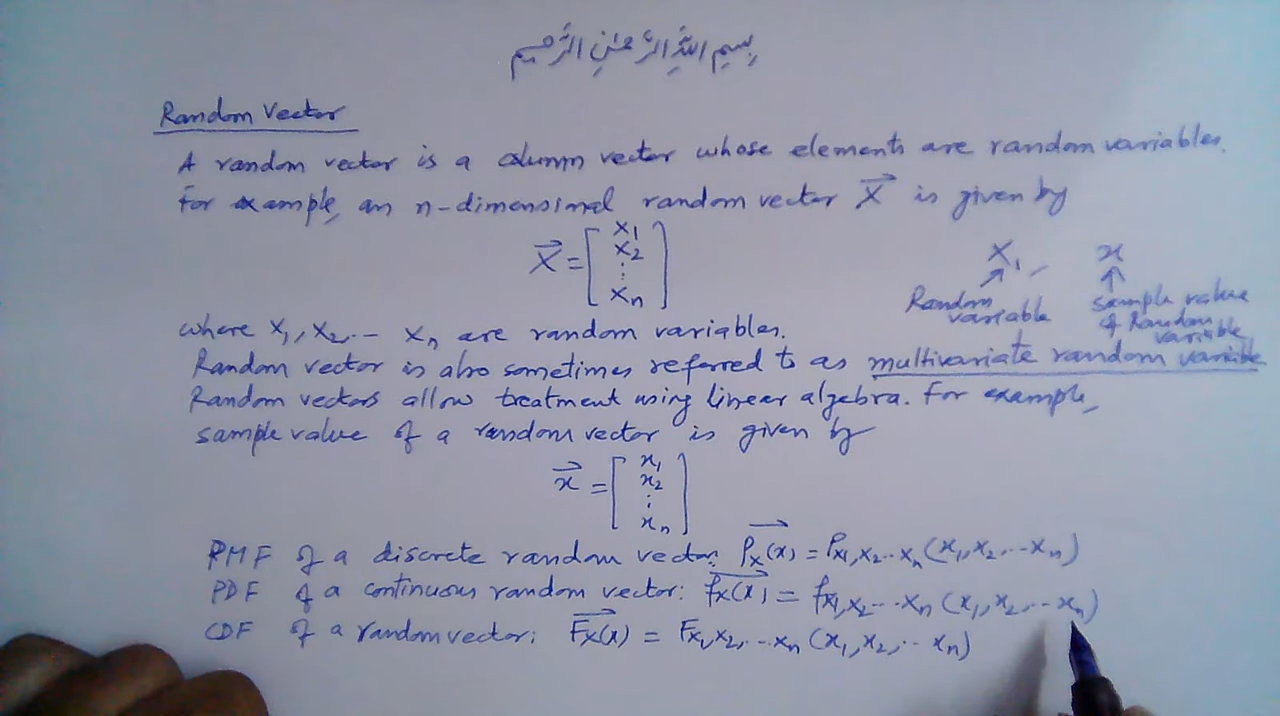 بِسْمِ اللهِ الرَّحْمٰنِ الرَّحِيم
Random Vector
A random vector is a column vector whose elements are random variables.
For example, an n-dimensional random vector X⃗ is given by
X⃗ = [X1 X2 ⋮ Xn]
X1, x
Random variable
sample value of Random variable
where X1, X2, ... Xn are random variables.
Random vector is also sometimes referred to as multivariate random variable
Random vectors allow treatment using linear algebra. For example,
sample value of a random vector is given by
x⃗ = [x1 x2 ⋮ xn]
PMF of a discrete random vector: Px(x) = Px1,x2...xn (x1, x2, ... xn)
PDF of a continuous random vector: fx(x) = fx1,x2...xn (x1, x2, ... xn)
CDF of a random vector: Fx(x) = Fx1,x2,...xn (x1, x2, ... xn)